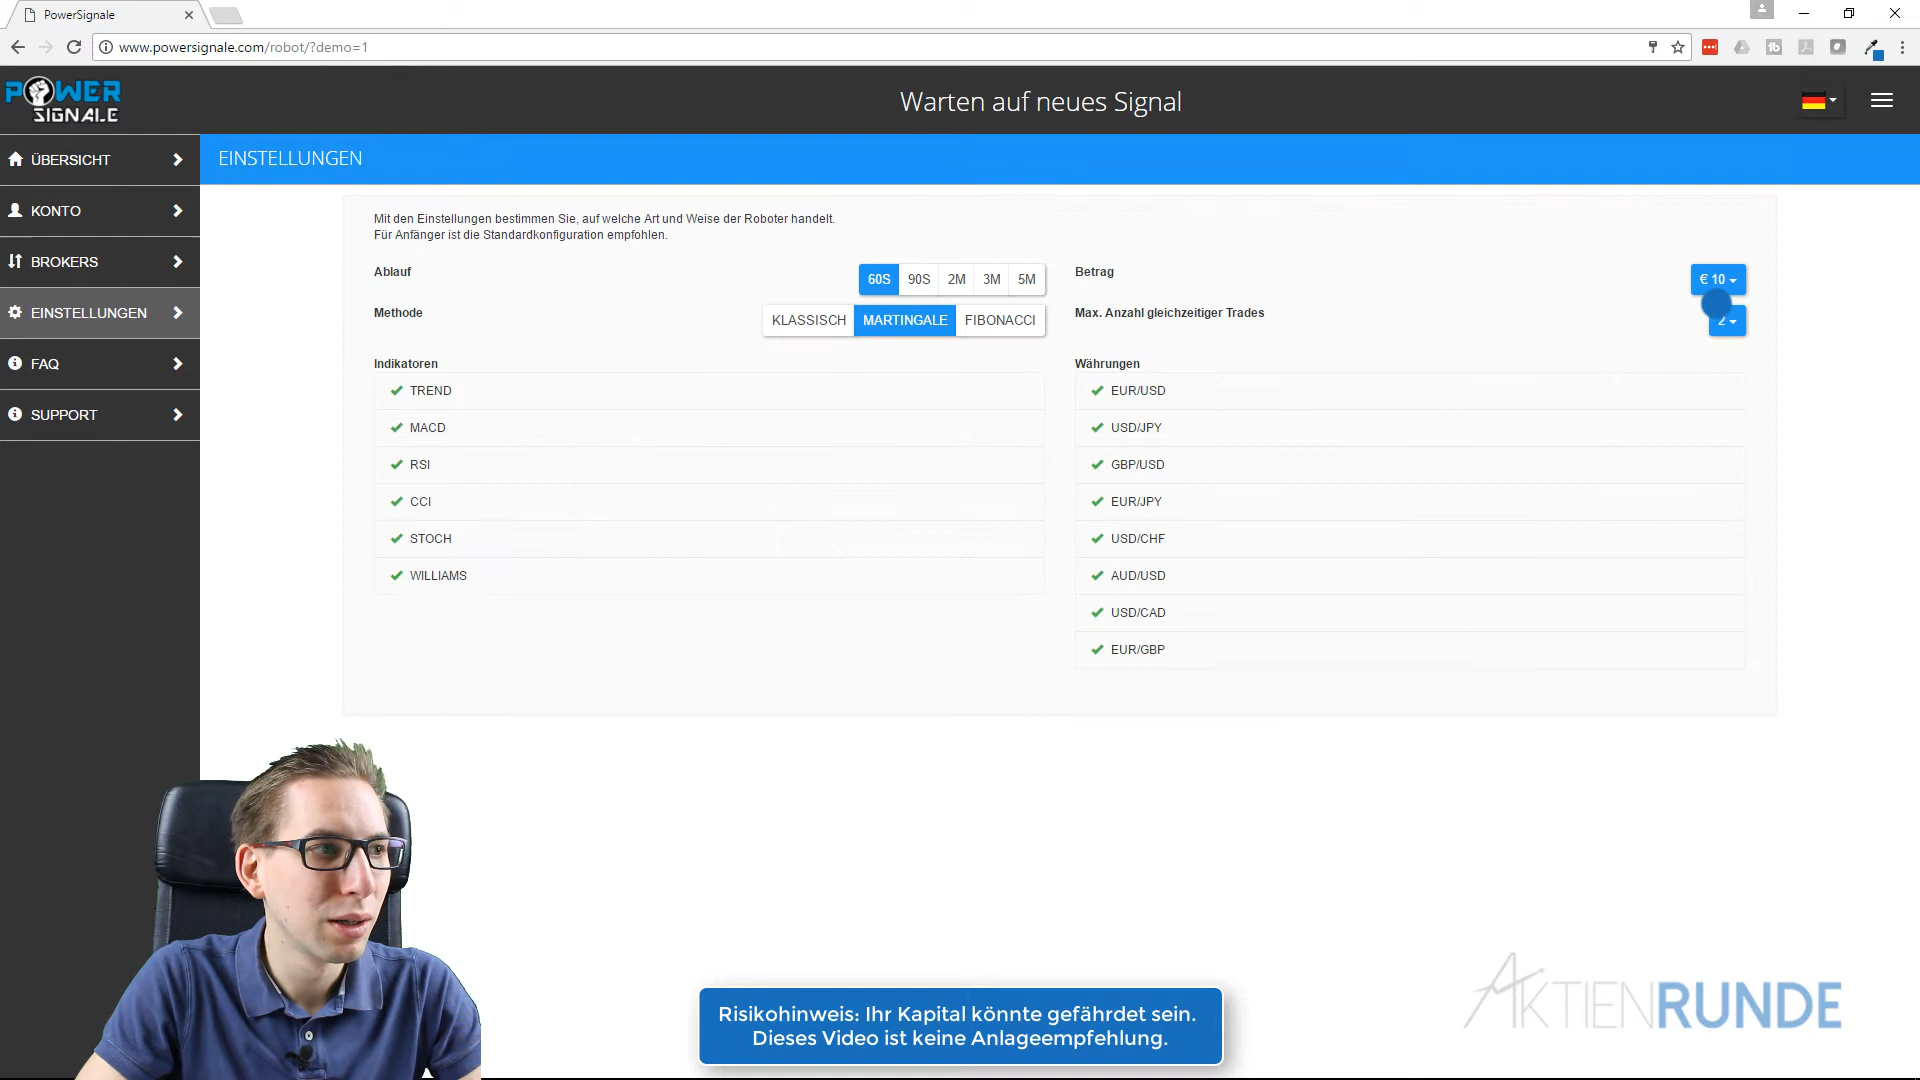 PowerSignale
www.powersignale.com/robot/?demo=1
POWER
SIGNALE
Warten auf neues Signal
ÜBERSICHT
KONTO
BROKERS
EINSTELLUNGEN
FAQ
SUPPORT
EINSTELLUNGEN
Mit den Einstellungen bestimmen Sie, auf welche Art und Weise der Roboter handelt.
Für Anfänger ist die Standardkonfiguration empfohlen.
Ablauf
60S 90S 2M 3M 5M
Methode
KLASSISCH MARTINGALE FIBONACCI
Indikatoren
TREND
MACD
RSI
CCI
STOCH
WILLIAMS
Betrag
€ 10
Max. Anzahl gleichzeitiger Trades
2
Währungen
EUR/USD
USD/JPY
GBP/USD
EUR/JPY
USD/CHF
AUD/USD
USD/CAD
EUR/GBP
Risikohinweis: Ihr Kapital könnte gefährdet sein.
Dieses Video ist keine Anlageempfehlung.
AKTIENRUNDE